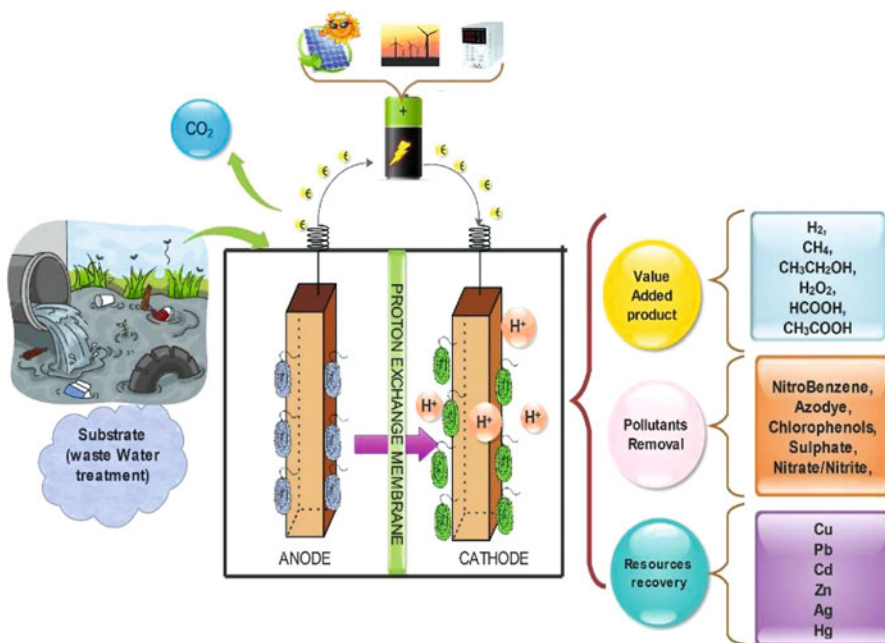 +
CO₂
є
є
є
є
є
є
є
є
Substrate
(waste Water
treatment)
PROTON EXCHANGE MEMBRANE
H⁺
H⁺
H⁺
H⁺
ANODE
CATHODE
Value
Added
product
H₂,
CH₄,
CH₃CH₂OH,
H₂O₂,
HCOOH,
CH₃COOH
Pollutants
Removal
NitroBenzene,
Azodye,
Chlorophenols,
Sulphate,
Nitrate/Nitrite,
Resources
recovery
Cu
Pb
Cd
Zn
Ag
Hg